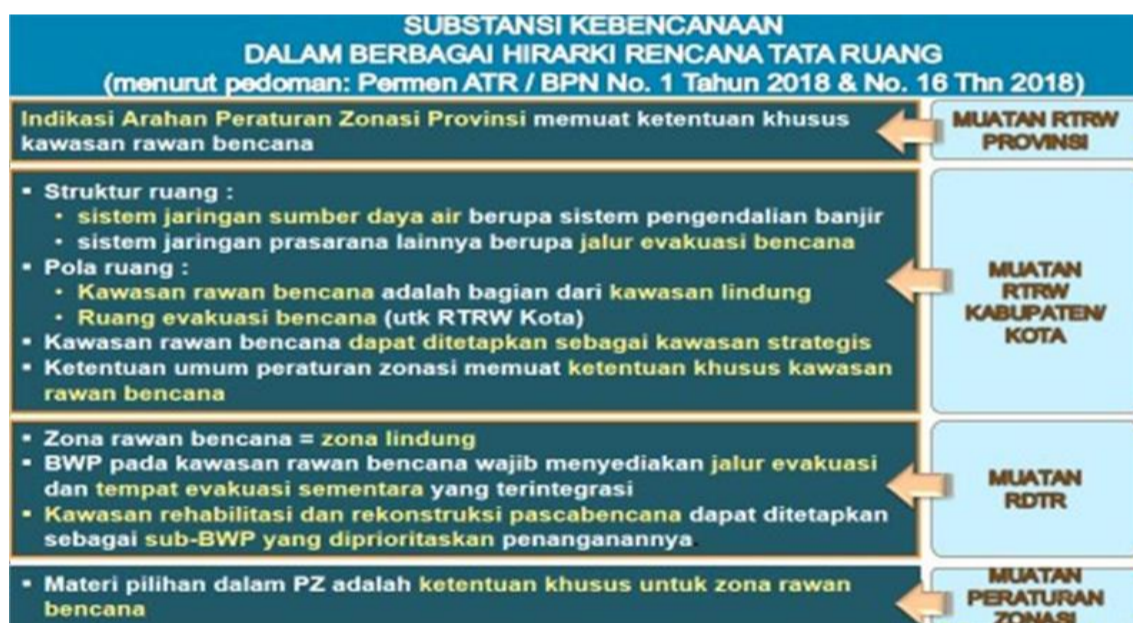 SUBSTANSI KEBENCANAAN
DALAM BERBAGAI HIRARKI RENCANA TATA RUANG
(menurut pedoman: Permen ATR / BPN No. 1 Tahun 2018 & No. 16 Thn 2018)
Indikasi Arahan Peraturan Zonasi Provinsi memuat ketentuan khusus
kawasan rawan bencana
MUATAN RTRW
PROVINSI
▪ Struktur ruang :
• sistem jaringan sumber daya air berupa sistem pengendalian banjir
• sistem jaringan prasarana lainnya berupa jalur evakuasi bencana
▪ Pola ruang :
• Kawasan rawan bencana adalah bagian dari kawasan lindung
• Ruang evakuasi bencana (utk RTRW Kota)
▪ Kawasan rawan bencana dapat ditetapkan sebagai kawasan strategis
▪ Ketentuan umum peraturan zonasi memuat ketentuan khusus kawasan
rawan bencana
MUATAN
RTRW
KABUPATEN/
KOTA
▪ Zona rawan bencana = zona lindung
▪ BWP pada kawasan rawan bencana wajib menyediakan jalur evakuasi
dan tempat evakuasi sementara yang terintegrasi
▪ Kawasan rehabilitasi dan rekonstruksi pascabencana dapat ditetapkan
sebagai sub-BWP yang diprioritaskan penanganannya.
MUATAN
RDTR
▪ Materi pilihan dalam PZ adalah ketentuan khusus untuk zona rawan
bencana
MUATAN
PERATURAN
ZONASI